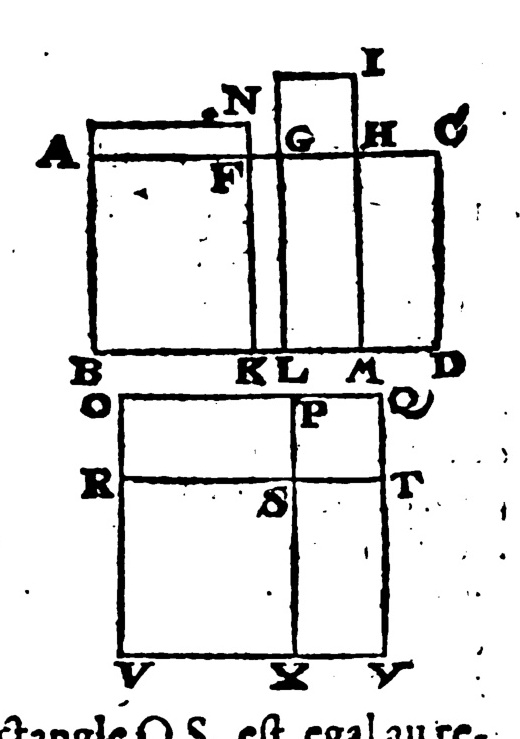 I
N
A F G H C
B K L M D
O P Q
R S T
V X Y
ctangle O S, est egal au re-